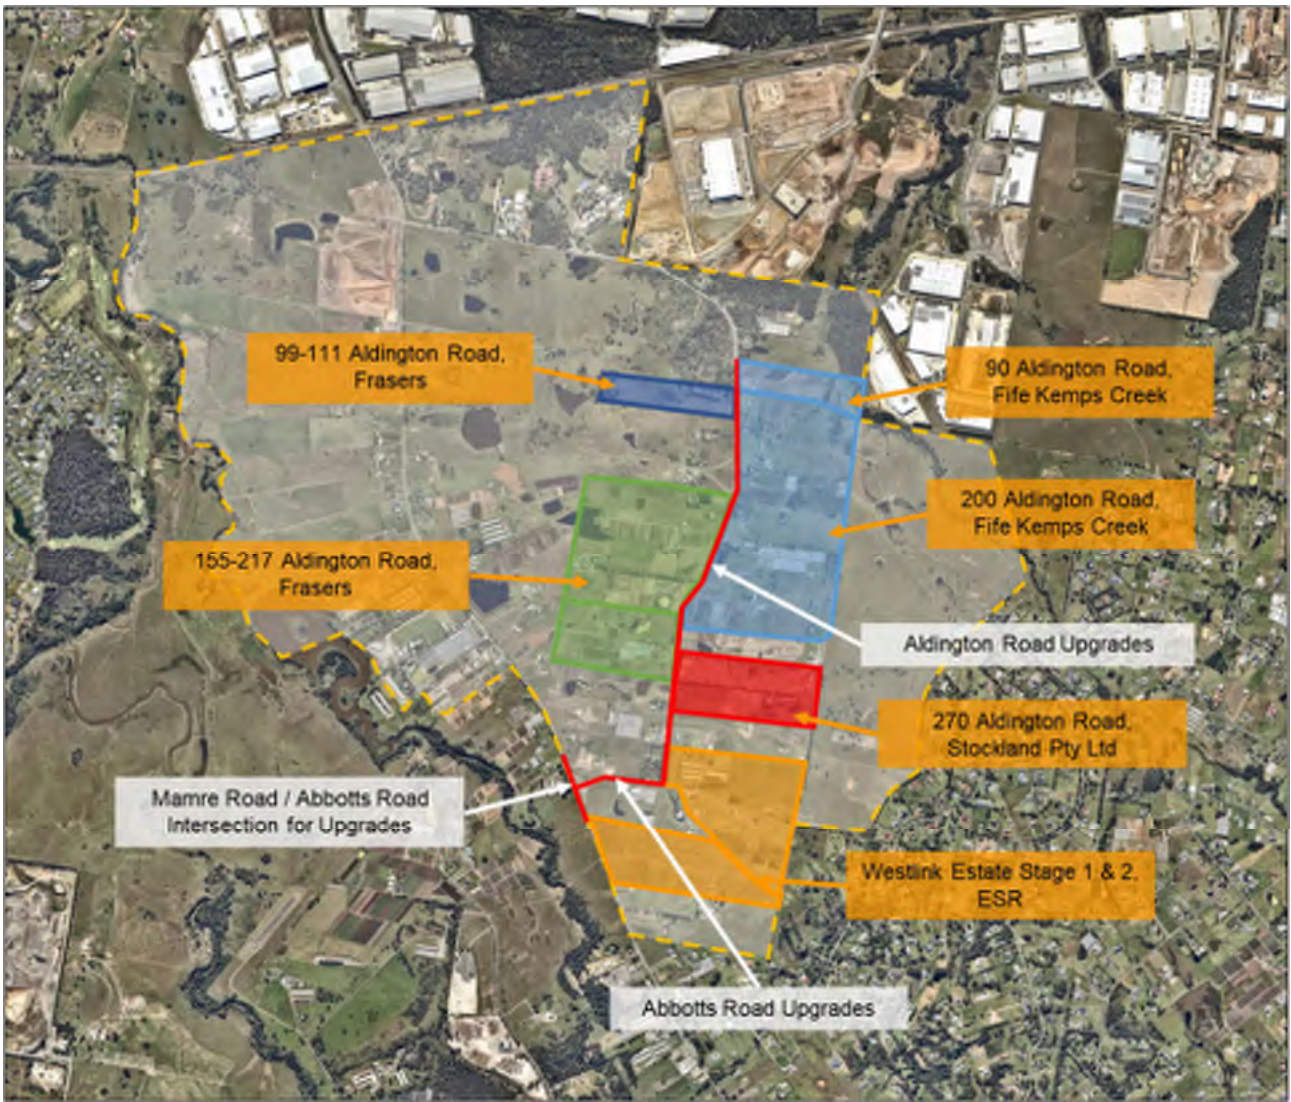 99-111 Aldington Road,
Frasers
90 Aldington Road,
Fife Kemps Creek
200 Aldington Road,
Fife Kemps Creek
155-217 Aldington Road,
Frasers
Aldington Road Upgrades
270 Aldington Road,
Stockland Pty Ltd
Mamre Road / Abbotts Road
Intersection for Upgrades
Westlink Estate Stage 1 & 2,
ESR
Abbotts Road Upgrades